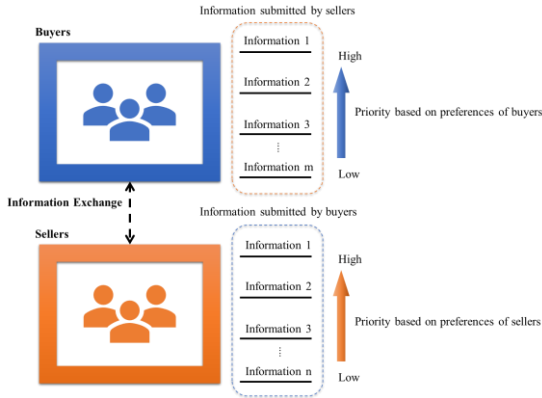 Information submitted by sellers
Buyers
Information 1
Information 2
Information 3
Information m
High
Priority based on preferences of buyers
Low
Information Exchange
Information submitted by buyers
Sellers
Information 1
Information 2
Information 3
Information n
High
Priority based on preferences of sellers
Low